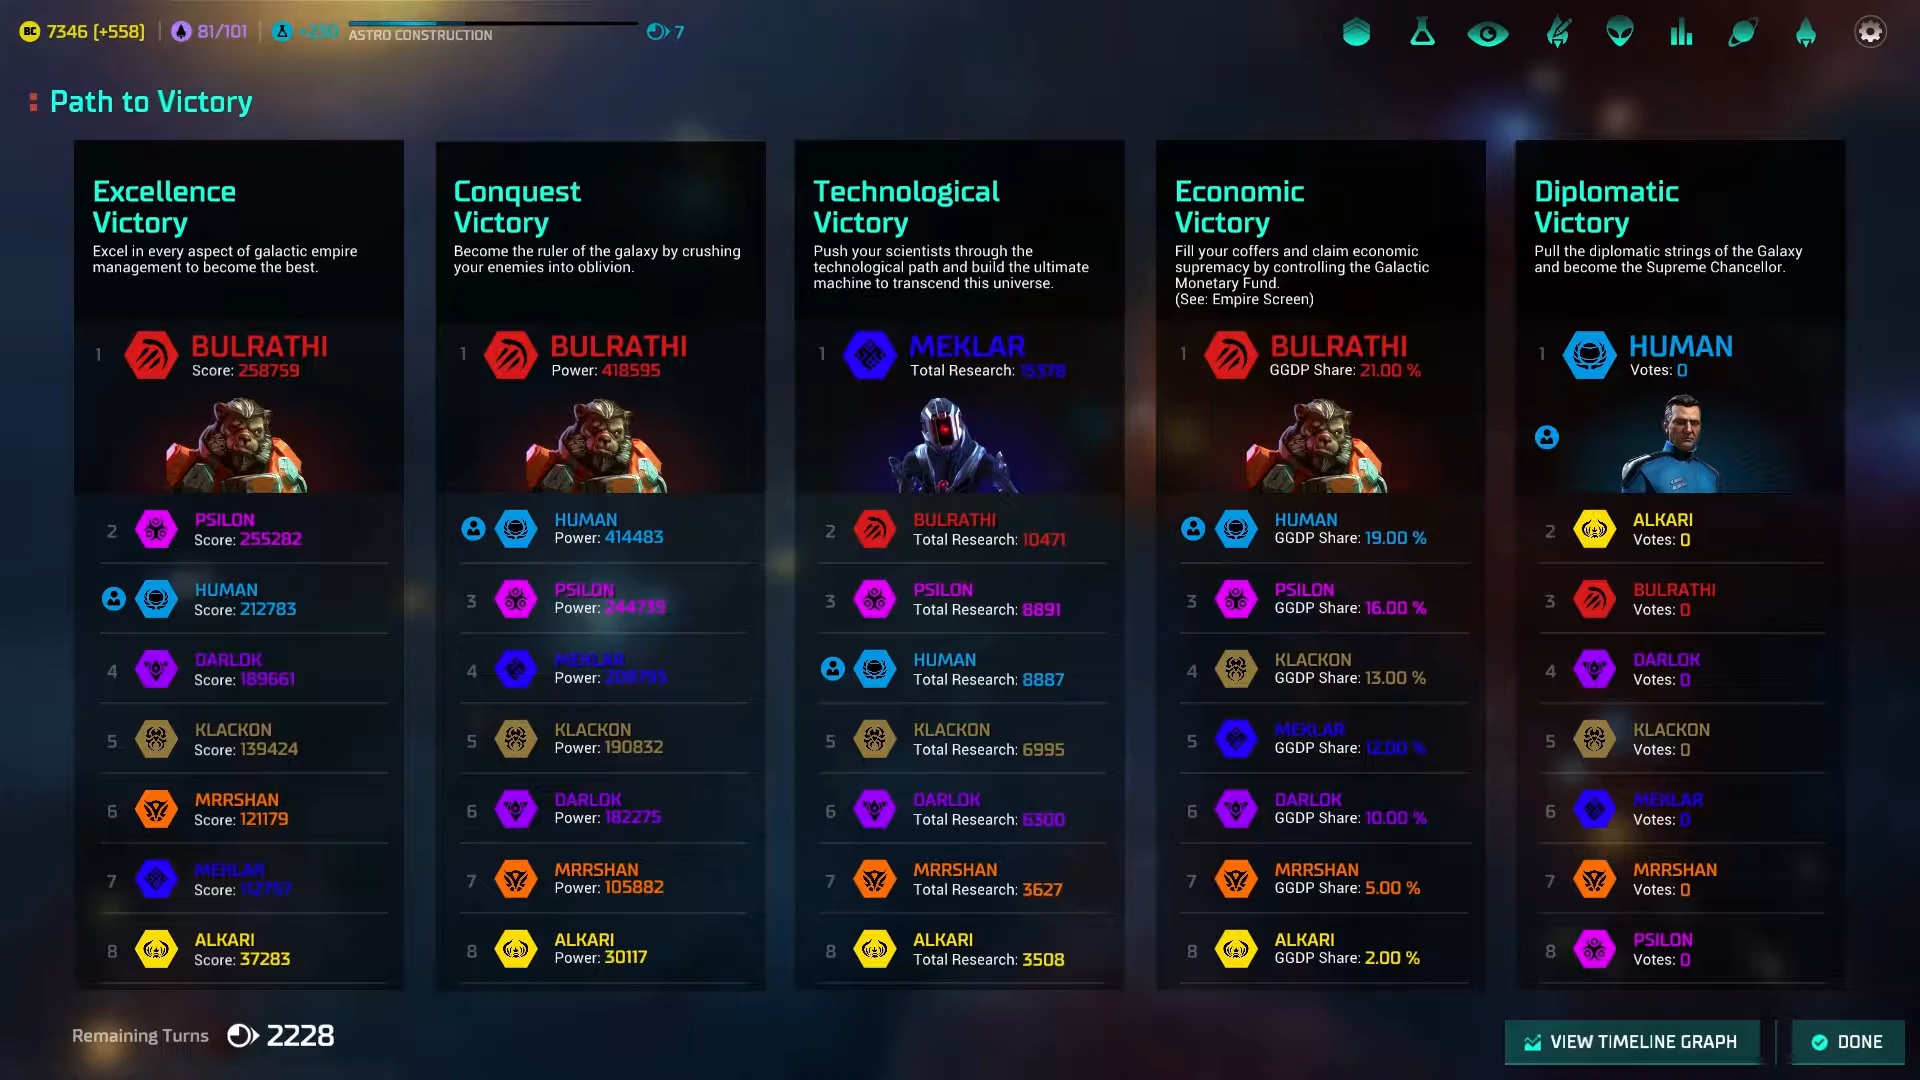 BC 7346 [+558]
81/101
+230
ASTRO CONSTRUCTION
7
Path to Victory
Excellence
Victory
Excel in every aspect of galactic empire
management to become the best.
1
BULRATHI
Score: 258759
2
PSILON
Score: 255282
HUMAN
Score: 212783
4
DARLOK
Score: 189661
5
KLACKON
Score: 139424
6
MRRSHAN
Score: 121179
7
MEKLAR
Score:
8
ALKARI
Score: 37283
Conquest
Victory
Become the ruler of the galaxy by crushing
your enemies into oblivion.
1
BULRATHI
Power: 418595
HUMAN
Power: 414483
3
PSILON
Power: 244739
4
MEKLAR
Power:
5
KLACKON
Power: 190832
6
DARLOK
Power: 182275
7
MRRSHAN
Power: 105882
8
ALKARI
Power: 30117
Technological
Victory
Push your scientists through the
technological path and build the ultimate
machine to transcend this universe.
1
MEKLAR
Total Research: 15378
2
BULRATHI
Total Research: 10471
3
PSILON
Total Research: 8891
HUMAN
Total Research: 8887
5
KLACKON
Total Research: 6995
6
DARLOK
Total Research: 6300
7
MRRSHAN
Total Research: 3627
8
ALKARI
Total Research: 3508
Economic
Victory
Fill your coffers and claim economic
supremacy by controlling the Galactic
Monetary Fund.
(See: Empire Screen)
1
BULRATHI
GGDP Share: 21.00 %
HUMAN
GGDP Share: 19.00 %
3
PSILON
GGDP Share: 16.00 %
4
KLACKON
GGDP Share: 13.00 %
5
MEKLAR
GGDP Share: 12.00 %
6
DARLOK
GGDP Share: 10.00 %
7
MRRSHAN
GGDP Share: 5.00 %
8
ALKARI
GGDP Share: 2.00 %
Diplomatic
Victory
Pull the diplomatic strings of the Galaxy
and become the Supreme Chancellor.
1
HUMAN
Votes: 0
2
ALKARI
Votes: 0
3
BULRATHI
Votes: 0
4
DARLOK
Votes: 0
5
KLACKON
Votes: 0
6
MEKLAR
Votes: 0
7
MRRSHAN
Votes: 0
8
PSILON
Votes: 0
Remaining Turns 2228
VIEW TIMELINE GRAPH
DONE